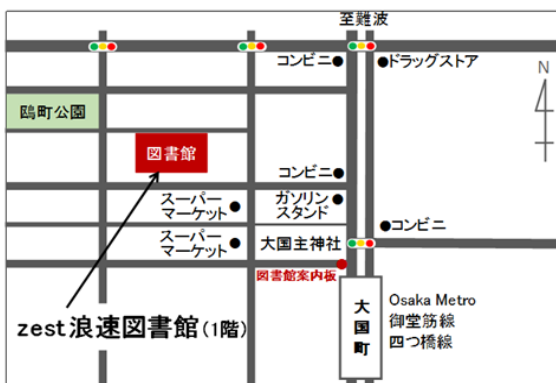 至難波
コンビニ
ドラッグストア
N
鴎町公園
図書館
コンビニ
スーパー
マーケット
ガソリン
スタンド
コンビニ
スーパー
マーケット
大国主神社
図書館案内板
zest浪速図書館(1階)
大国町
Osaka Metro
御堂筋線
四つ橋線